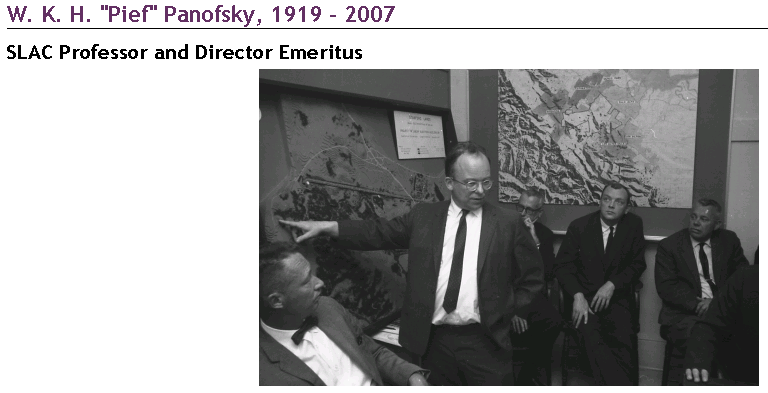 W. K. H. "Pief" Panofsky, 1919 - 2007
SLAC Professor and Director Emeritus